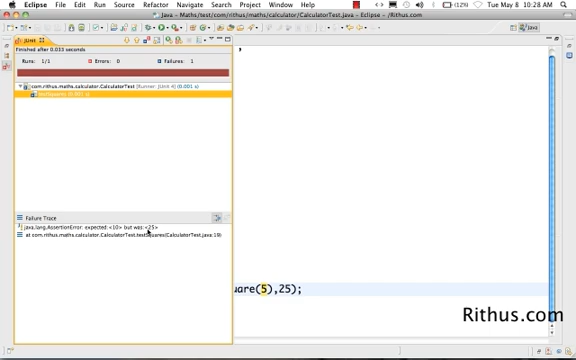 Eclipse File Edit Source Refactor Navigate Search Project Run Window Help (12%) Tue May 8 10:28 AM
Maths/test/com/rithus/maths/calculator/CalculatorTest.java - Eclipse - /Rithus.com
Java
JUnit
Finished after 0.033 seconds
Runs: 1/1 Errors: 0 Failures: 1
com.rithus.maths.calculator.CalculatorTest [Runner: JUnit 4] (0.001 s)
testSquares (0.001 s)
Failure Trace
java.lang.AssertionError: expected:<10> but was:<25>
at com.rithus.maths.calculator.CalculatorTest.testSquares(CalculatorTest.java:19)
uare(5),25);
Rithus.com